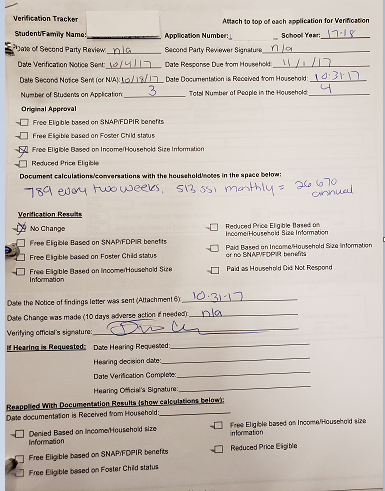 Verification Tracker
Attach to top of each application for Verification
Student/Family Name: Application Number: School Year: 17-18
Date of Second Party Review: n/a Second Party Reviewer Signature n/a
Date Verification Notice Sent: 10/4/17 Date Response Due from Household: 11/1/17
Date Second Notice Sent (or N/A): 10/18/17 Date Documentation is Received from Household: 10-31-17
Number of Students on Application: 3 Total Number of People in the Household: 4
Original Approval
Free Eligible based on SNAP/FDPIR benefits
Free Eligible based on Foster Child status
Free Eligible Based on Income/Household Size Information
Reduced Price Eligible
Document calculations/conversations with the household/notes in the space below:
789 every two weeks, 513 SSI monthly = 26 670
annual
Verification Results
No Change
Reduced Price Eligible Based on
Income/Household Size Information
Free Eligible Based on SNAP/FDPIR benefits
Free Eligible based on Foster Child status
Paid Based on Income/Household Size Information
or no SNAP/FDPIR benefits
Free Eligible Based on Income/Household Size
Information
Paid as Household Did Not Respond
Date the Notice of findings letter was sent (Attachment 6) 10-31-17
Date Change was made (10 days adverse action if needed): n/a
Verifying official's signature:
If Hearing is Requested: Date Hearing Requested:
Hearing decision date:
Date Verification Complete:
Hearing Official's Signature:
Reapplied With Documentation Results (show calculations below):
Date documentation is Received from Household:
Denied Based on Income/Household size
Information
Free Eligible Based on Income/Household size
information
Free Eligible Based on SNAP/FDPIR benefits
Reduced Price Eligible
Free Eligible based on Foster Child status